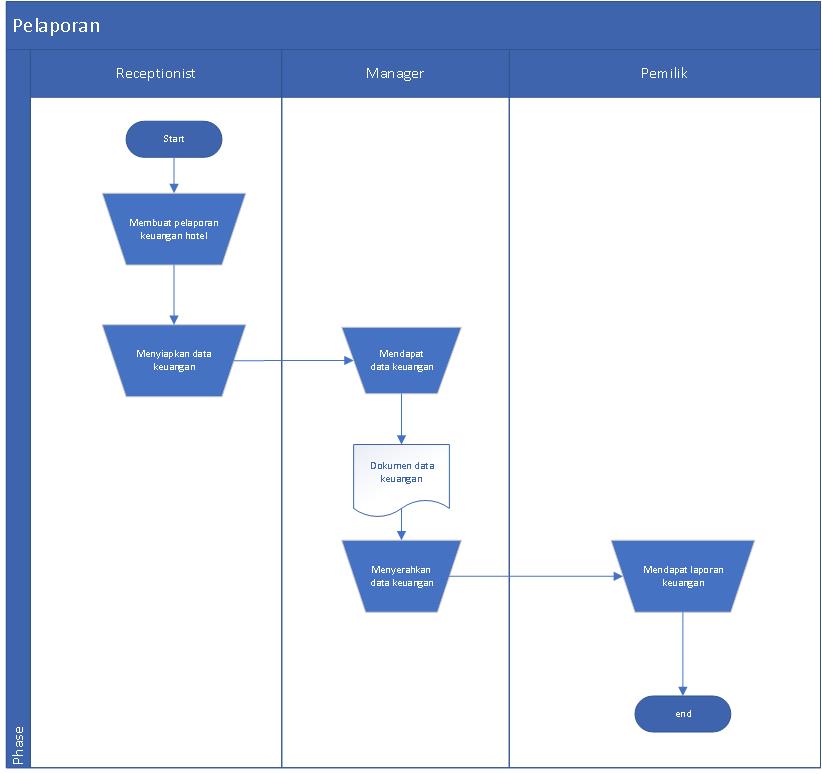 Pelaporan
Receptionist
Manager
Pemilik
Start
Membuat pelaporan
keuangan hotel
Menyiapkan data
keuangan
Mendapat
data keuangan
Dokumen data
keuangan
Menyerahkan
data keuangan
Mendapat laporan
keuangan
end
Phase